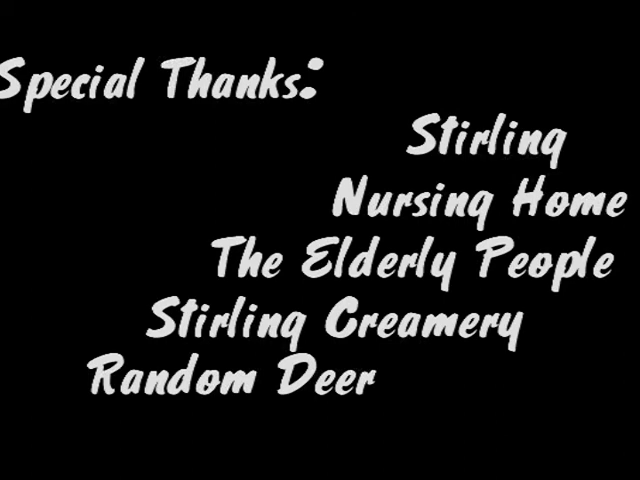 Special Thanks:
Stirling
Nursing Home
The Elderly People
Stirling Creamery
Random Deer